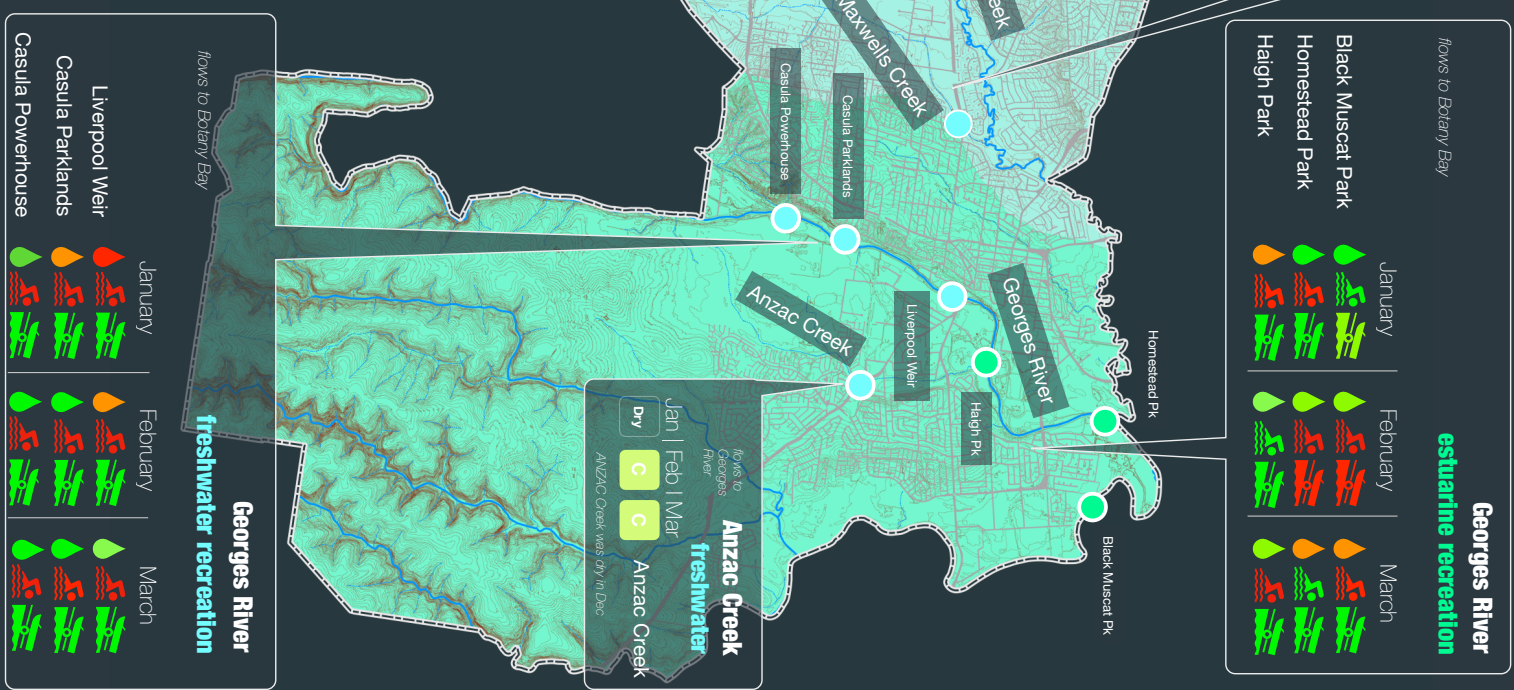 Georges River
estuarine recreation
flows to Botany Bay
January
February
March
Black Muscat Park
Homestead Park
Haigh Park
Homestead Pk
Black Muscat Pk
eek
Maxwells Creek
Georges River
Haigh Pk
Liverpool Weir
Casula Parklands
Casula Powerhouse
Anzac Creek
Anzac Creek
freshwater
flows to
Georges
River
Jan | Feb | Mar
Dry
C
C
Anzac Creek
ANZAC Creek was dry in Dec
Georges River
freshwater recreation
flows to Botany Bay
January
February
March
Liverpool Weir
Casula Parklands
Casula Powerhouse